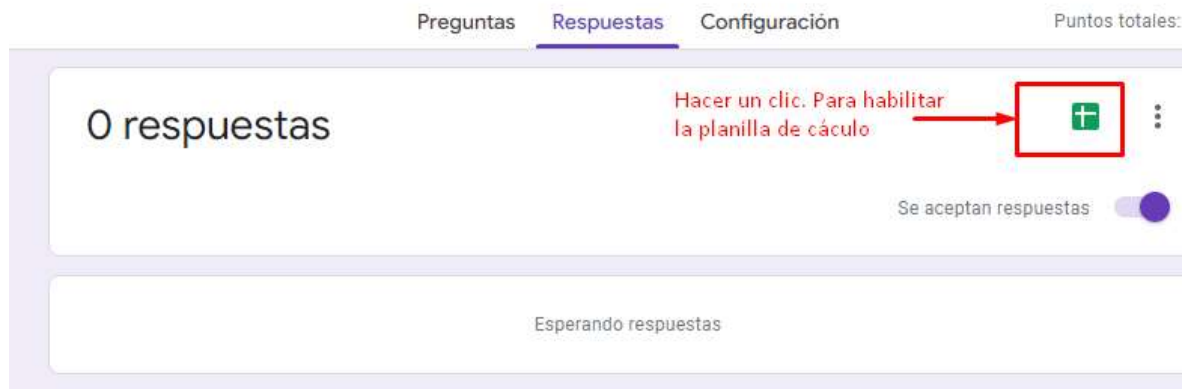 Preguntas Respuestas Configuración Puntos totales:
0 respuestas
Hacer un clic. Para habilitar
la planilla de cáculo
Se aceptan respuestas
Esperando respuestas